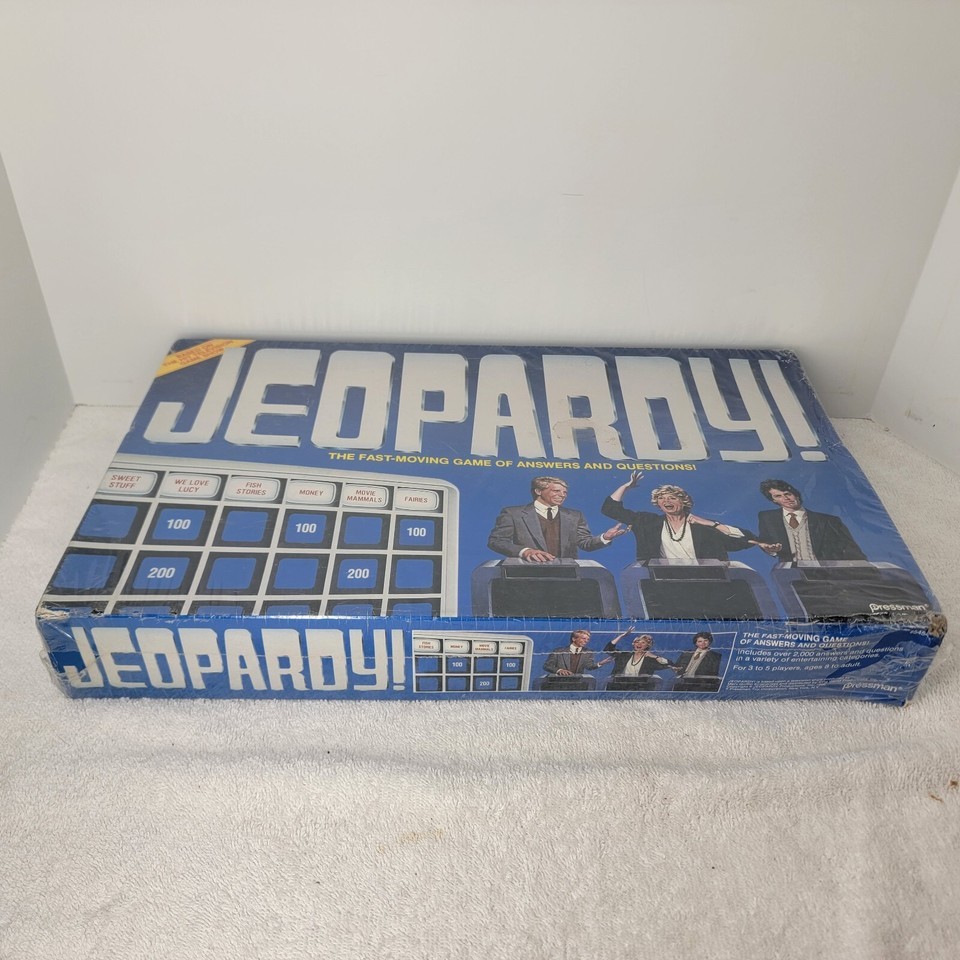 JEOPARDY!
THE FAST-MOVING GAME OF ANSWERS AND QUESTIONS!
SWEET STUFF
WE LOVE LUCY
FISH STORIES
MONEY
MOVIE MAMMALS
FAIRIES
100 100 100
200 200
pressman®
JEOPARDY!
FISH STORIES
MONEY
MOVIE MAMMALS
FAIRIES
100 100
200
THE FAST-MOVING GAME
OF ANSWERS AND QUESTIONS!
Includes over 2,000 answers and questions
in a variety of entertaining categories.
For 3 to 5 players, ages 8 to adult.
pressman®